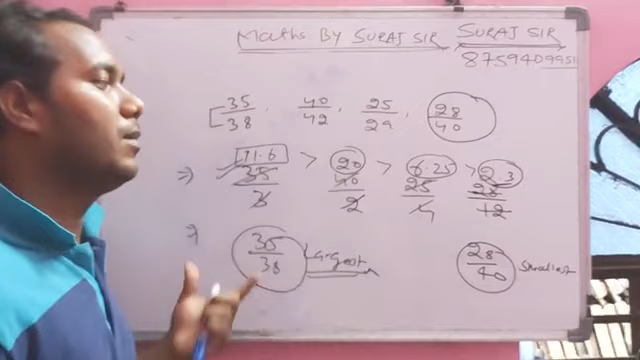 Maths By SURAJ SIR SURAJ SIR
8759409951
35/38, 40/42, 25/29, 28/40
⇒ 11.6 > 20 > 6.25 > 2.3
35/3 40/2 25/4 28/12
⇒ 35/38 Largest 28/40 Smallest